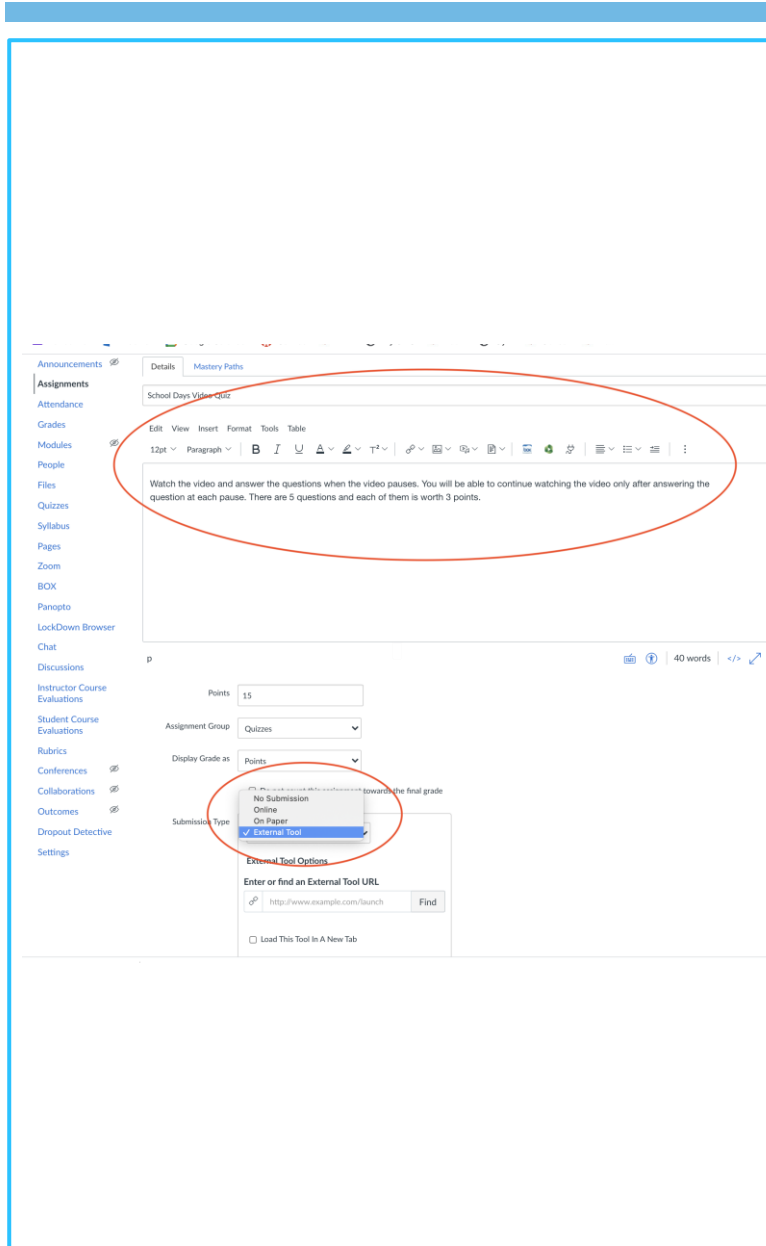 Announcements
Details Mastery Paths
Assignments
School Days Video Quiz
Attendance
Grades
Edit View Insert Format Tools Table
Modules
12pt Paragraph B I U A T²
People
Files
Watch the video and answer the questions when the video pauses. You will be able to continue watching the video only after answering the
question at each pause. There are 5 questions and each of them is worth 3 points.
Quizzes
Syllabus
Pages
Zoom
BOX
Panopto
LockDown Browser
Chat
Discussions
p 40 words </>
Instructor Course
Evaluations
Student Course
Evaluations
Rubrics
Conferences
Collaborations
Outcomes
Dropout Detective
Settings
Points 15
Assignment Group Quizzes
Display Grade as Points
towards the final grade
Submission Type
No Submission
Online
On Paper
✓ External Tool
External Tool Options
Enter or find an External Tool URL
http://www.example.com/launch Find
Load This Tool In A New Tab